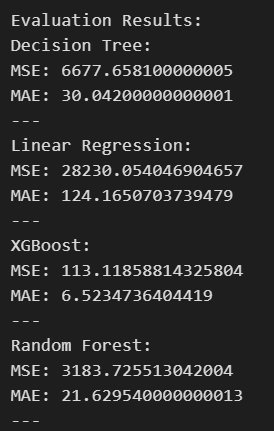 Evaluation Results:
Decision Tree:
MSE: 6677.658100000005
MAE: 30.04200000000001
---
Linear Regression:
MSE: 28230.054046904657
MAE: 124.1650703739479
---
XGBoost:
MSE: 113.11858814325804
MAE: 6.5234736404419
---
Random Forest:
MSE: 3183.725513042004
MAE: 21.629540000000013
---